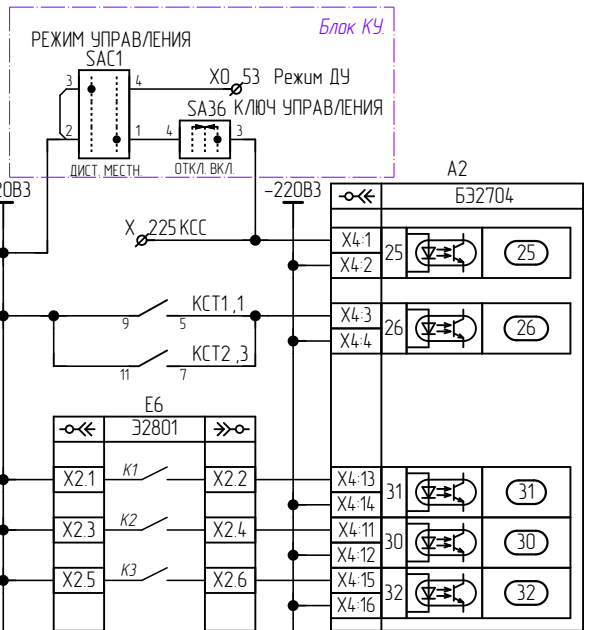 Блок КУ.
РЕЖИМ УПРАВЛЕНИЯ
SAC1
3 4
X0 53 Режим ДУ
SA36 КЛЮЧ УПРАВЛЕНИЯ
2 1 4 3
ДИСТ. МЕСТН. ОТКЛ. ВКЛ.
20В3 -220В3
A2
БЭ2704
X 225 КСС
X4:1 25 25
X4:2
КСТ1,1
9 5
X4:3 26 26
X4:4
КСТ2,3
11 7
E6
Э2801
X2.1 K1 X2.2
X4:13 31 31
X4:14
X2.3 K2 X2.4
X4:11 30 30
X4:12
X2.5 K3 X2.6
X4:15 32 32
X4:16